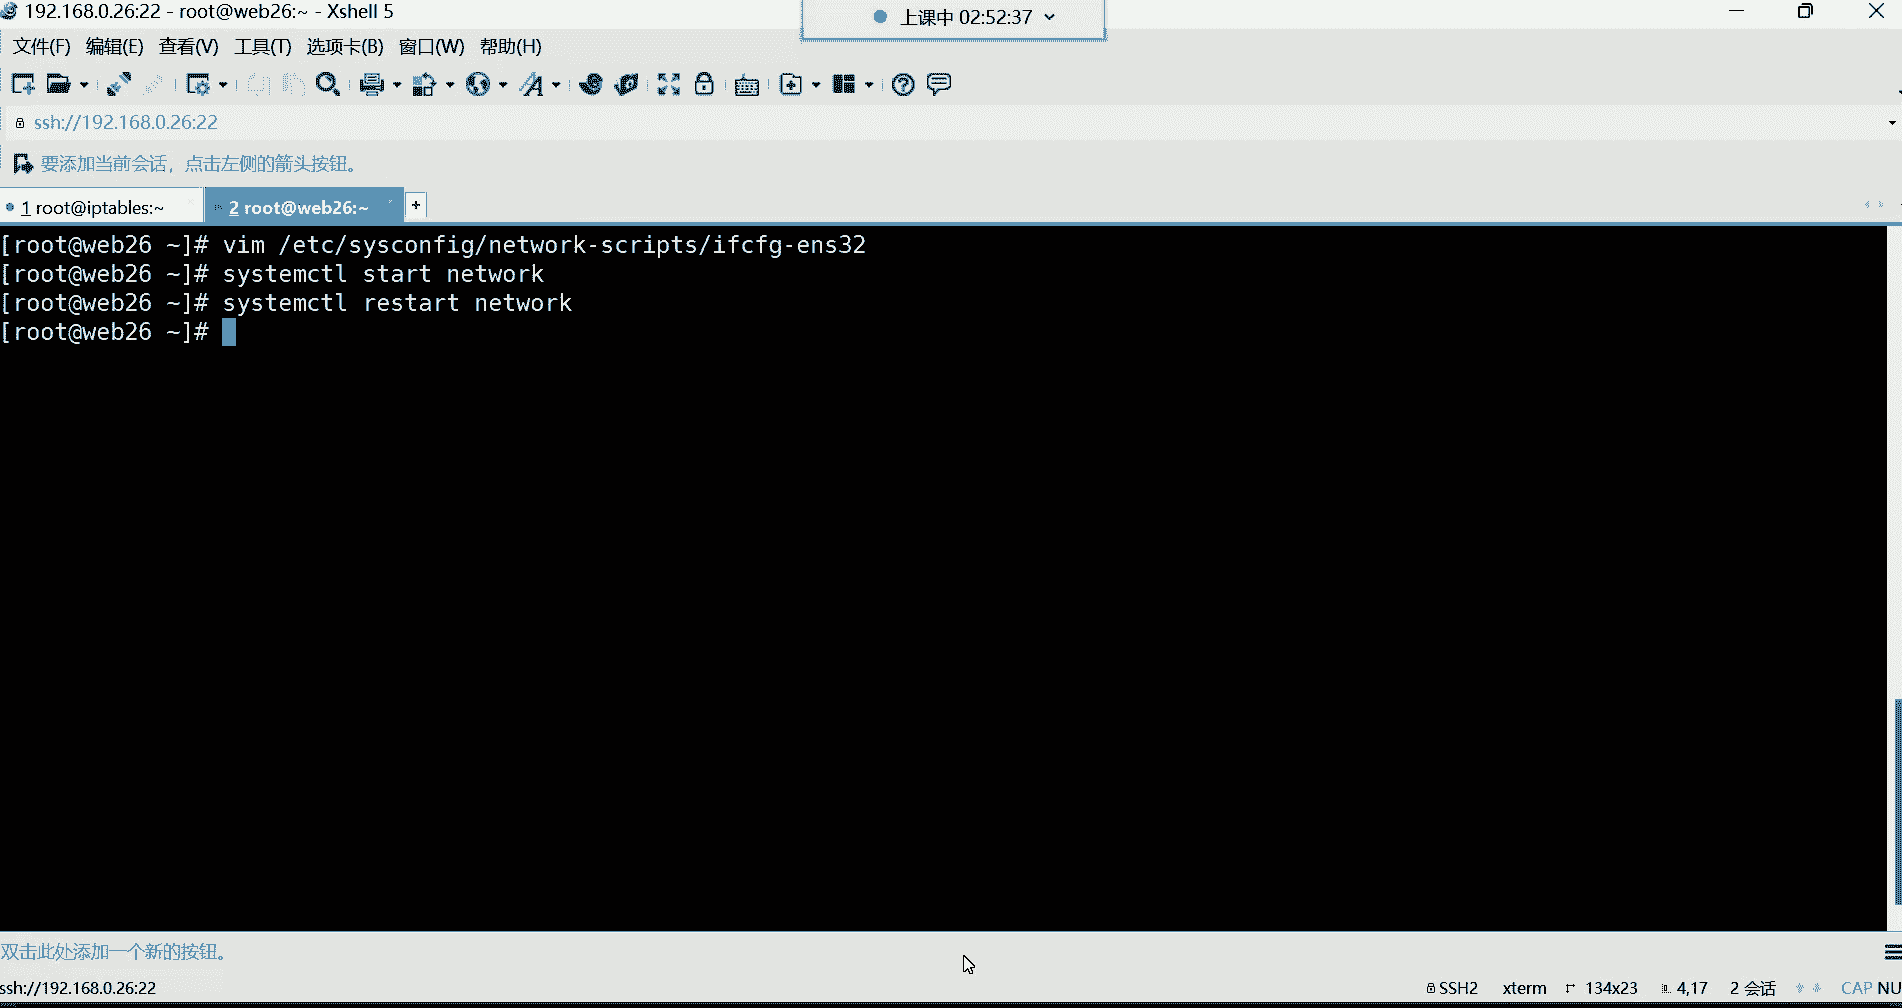 192.168.0.26:22 - root@web26:~ - Xshell 5
上课中 02:52:37
文件(F) 编辑(E) 查看(V) 工具(T) 选项卡(B) 窗口(W) 帮助(H)
ssh://192.168.0.26:22
要添加当前会话，点击左侧的箭头按钮。
1 root@iptables:~
2 root@web26:~
+
[root@web26 ~]# vim /etc/sysconfig/network-scripts/ifcfg-ens32
[root@web26 ~]# systemctl start network
[root@web26 ~]# systemctl restart network
[root@web26 ~]#
双击此处添加一个新的按钮。
ssh://192.168.0.26:22
SSH2 xterm 134x23 4,17 2 会话 CAP NU